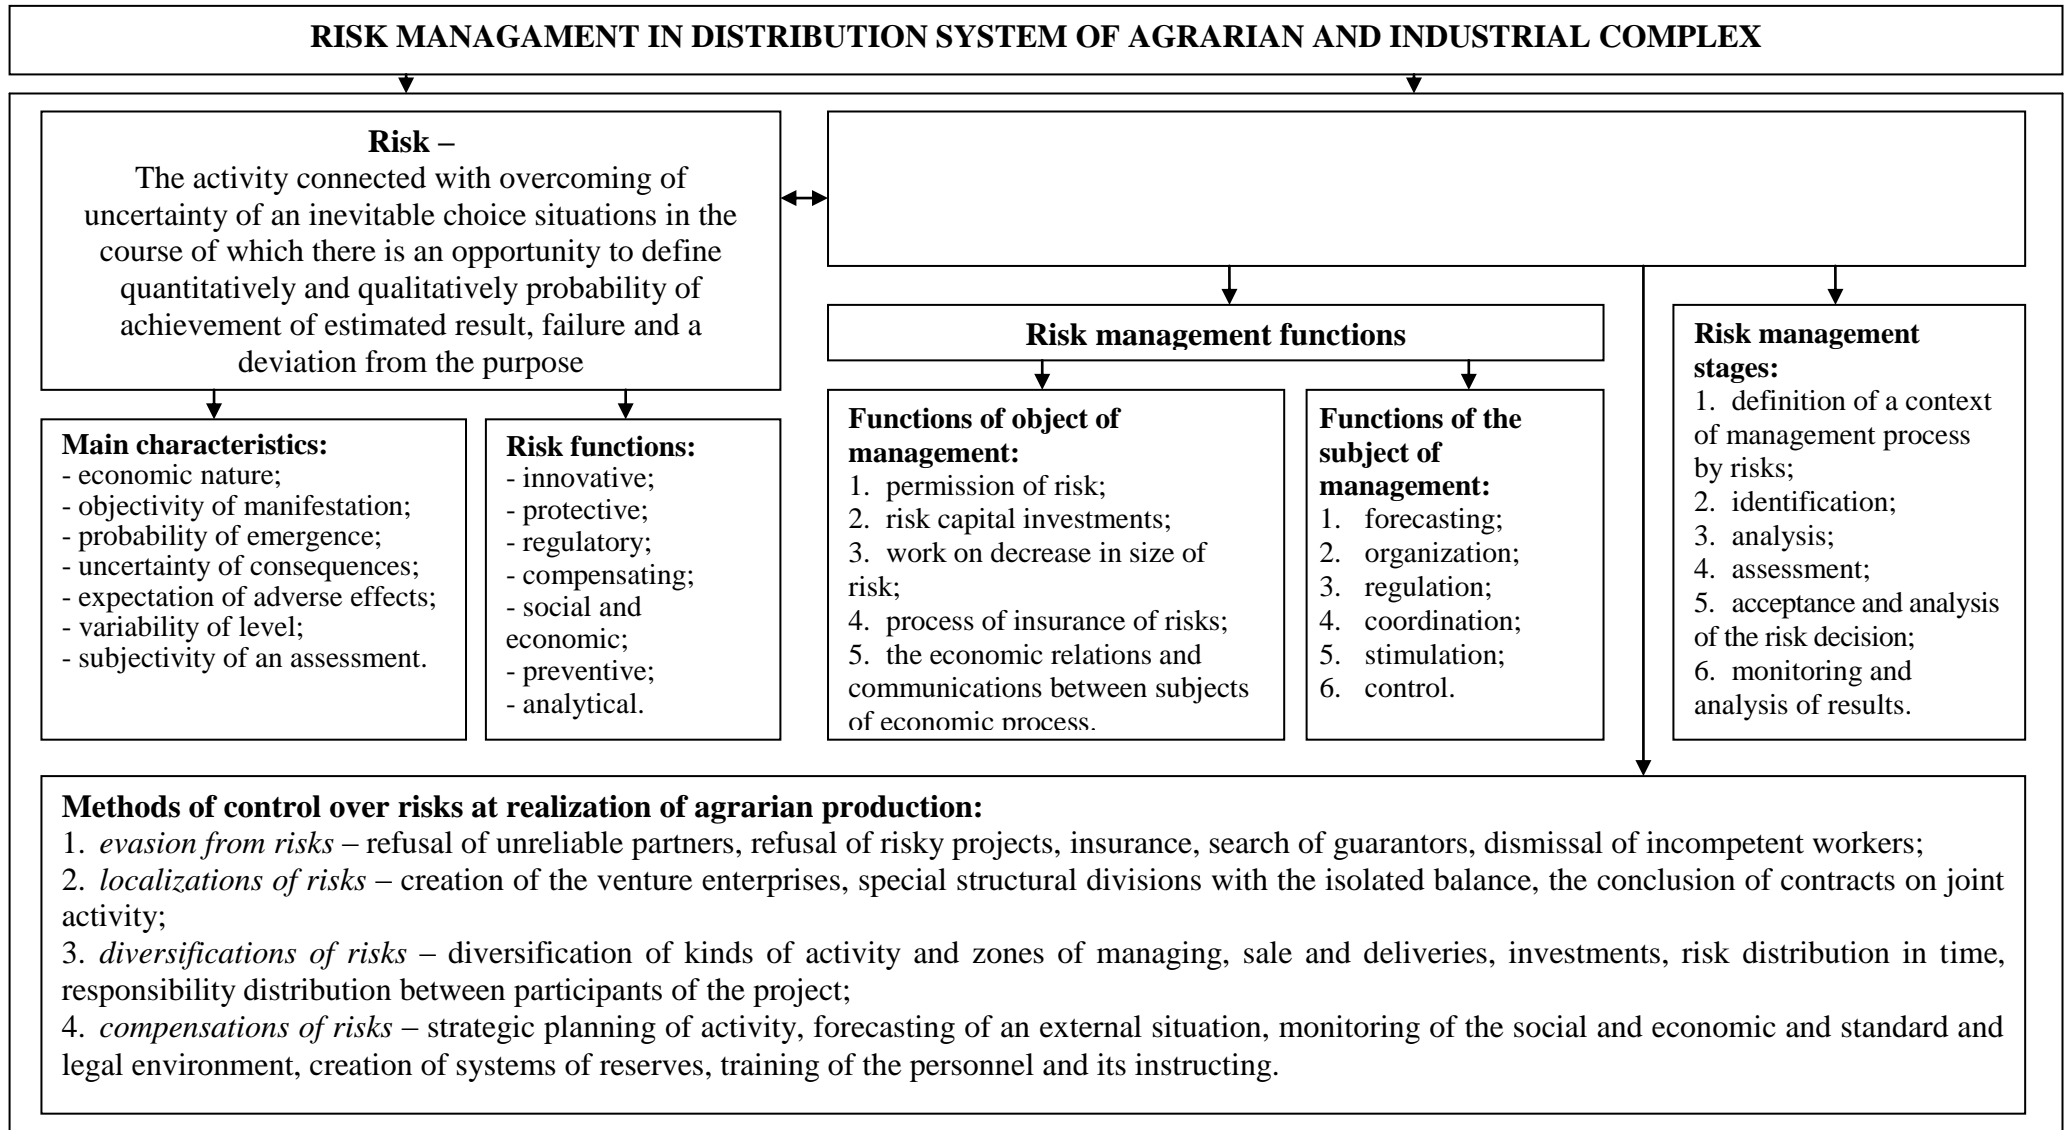 RISK MANAGAMENT IN DISTRIBUTION SYSTEM OF AGRARIAN AND INDUSTRIAL COMPLEX
Risk –
The activity connected with overcoming of
uncertainty of an inevitable choice situations in the
course of which there is an opportunity to define
quantitatively and qualitatively probability of
achievement of estimated result, failure and a
deviation from the purpose
Main characteristics:
- economic nature;
- objectivity of manifestation;
- probability of emergence;
- uncertainty of consequences;
- expectation of adverse effects;
- variability of level;
- subjectivity of an assessment.
Risk functions:
- innovative;
- protective;
- regulatory;
- compensating;
- social and
economic;
- preventive;
- analytical.
Risk management functions
Functions of object of
management:
1. permission of risk;
2. risk capital investments;
3. work on decrease in size of
risk;
4. process of insurance of risks;
5. the economic relations and
communications between subjects
of economic process.
Functions of the
subject of
management:
1. forecasting;
2. organization;
3. regulation;
4. coordination;
5. stimulation;
6. control.
Risk management
stages:
1. definition of a context
of management process
by risks;
2. identification;
3. analysis;
4. assessment;
5. acceptance and analysis
of the risk decision;
6. monitoring and
analysis of results.
Methods of control over risks at realization of agrarian production:
1. evasion from risks – refusal of unreliable partners, refusal of risky projects, insurance, search of guarantors, dismissal of incompetent workers;
2. localizations of risks – creation of the venture enterprises, special structural divisions with the isolated balance, the conclusion of contracts on joint
activity;
3. diversifications of risks – diversification of kinds of activity and zones of managing, sale and deliveries, investments, risk distribution in time,
responsibility distribution between participants of the project;
4. compensations of risks – strategic planning of activity, forecasting of an external situation, monitoring of the social and economic and standard and
legal environment, creation of systems of reserves, training of the personnel and its instructing.